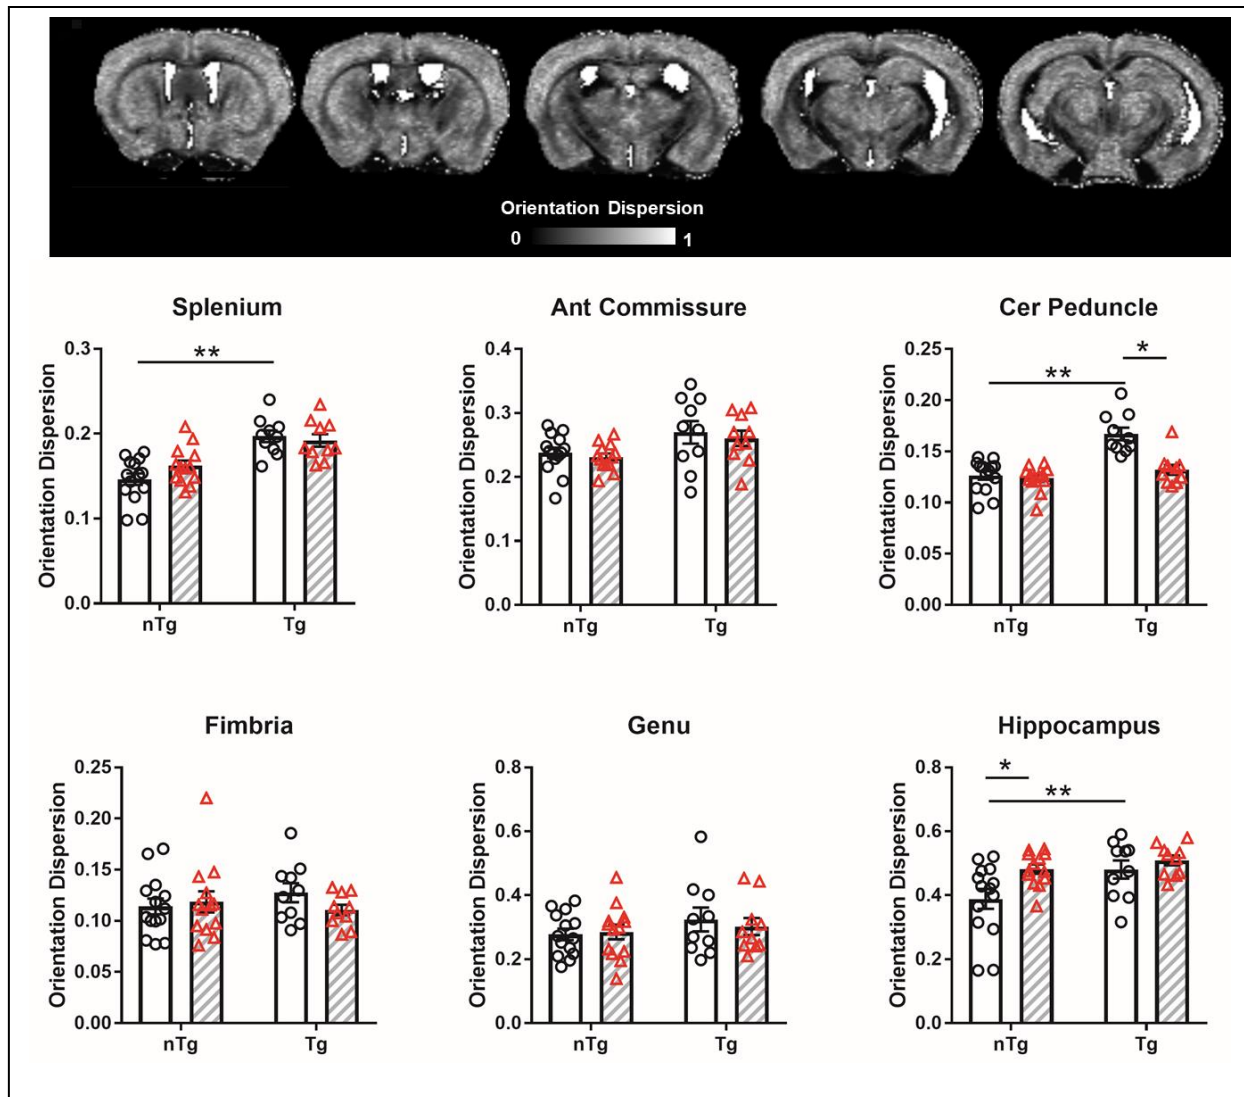 Orientation Dispersion
0 1
Splenium
Ant Commissure
Cer Peduncle
Orientation Dispersion
0.3
0.2
0.1
0.0
**
nTg Tg
Orientation Dispersion
0.4
0.3
0.2
0.1
0.0
nTg Tg
Orientation Dispersion
0.25
0.20
0.15
0.10
0.05
0.00
**
*
nTg Tg
Fimbria
Genu
Hippocampus
Orientation Dispersion
0.25
0.20
0.15
0.10
0.05
0.00
nTg Tg
Orientation Dispersion
0.8
0.6
0.4
0.2
0.0
nTg Tg
Orientation Dispersion
0.8
0.6
0.4
0.2
0.0
*
**
nTg Tg